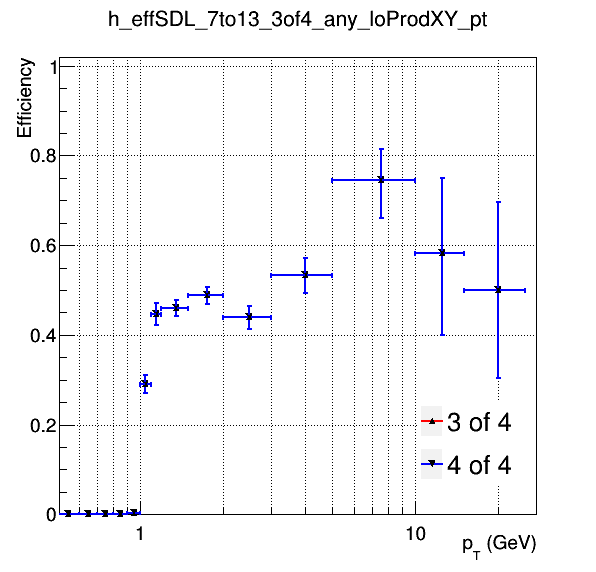 h_effSDL_7to13_3of4_any_loProdXY_pt
Efficiency
1
0.8
0.6
0.4
0.2
0
1
10
p_T (GeV)
3 of 4
4 of 4